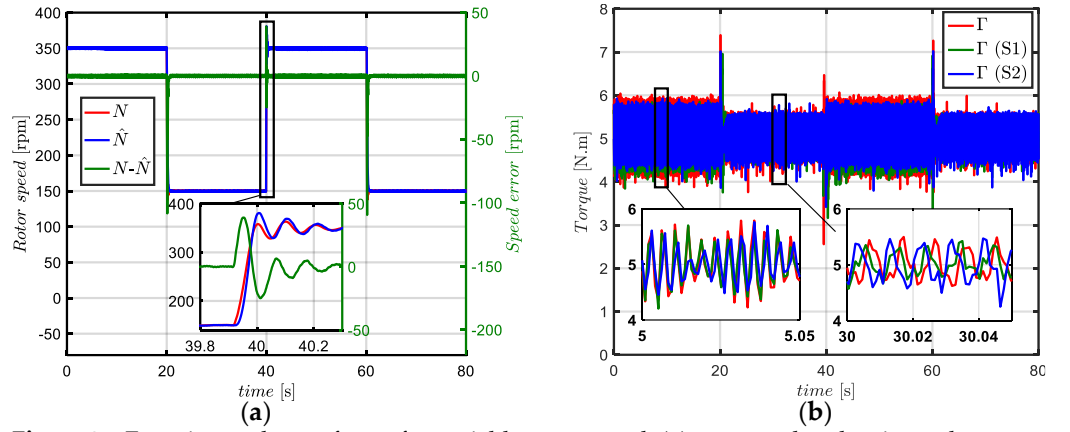 400
350
300
250
200
150
100
50
0
-50
Rotor speed [rpm]
50
0
-50
-100
-150
-200
Speed error [rpm]
N
N̂
N-N̂
400
300
200
50
0
-50
39.8 40 40.2
0 20 40 60 80
time [s]
(a)
8
7
6
5
4
3
2
1
0
Torque [N.m]
Γ
Γ (S1)
Γ (S2)
6
5
4
5 5.05
6
5
4
30 30.02 30.04
0 20 40 60 80
time [s]
(b)